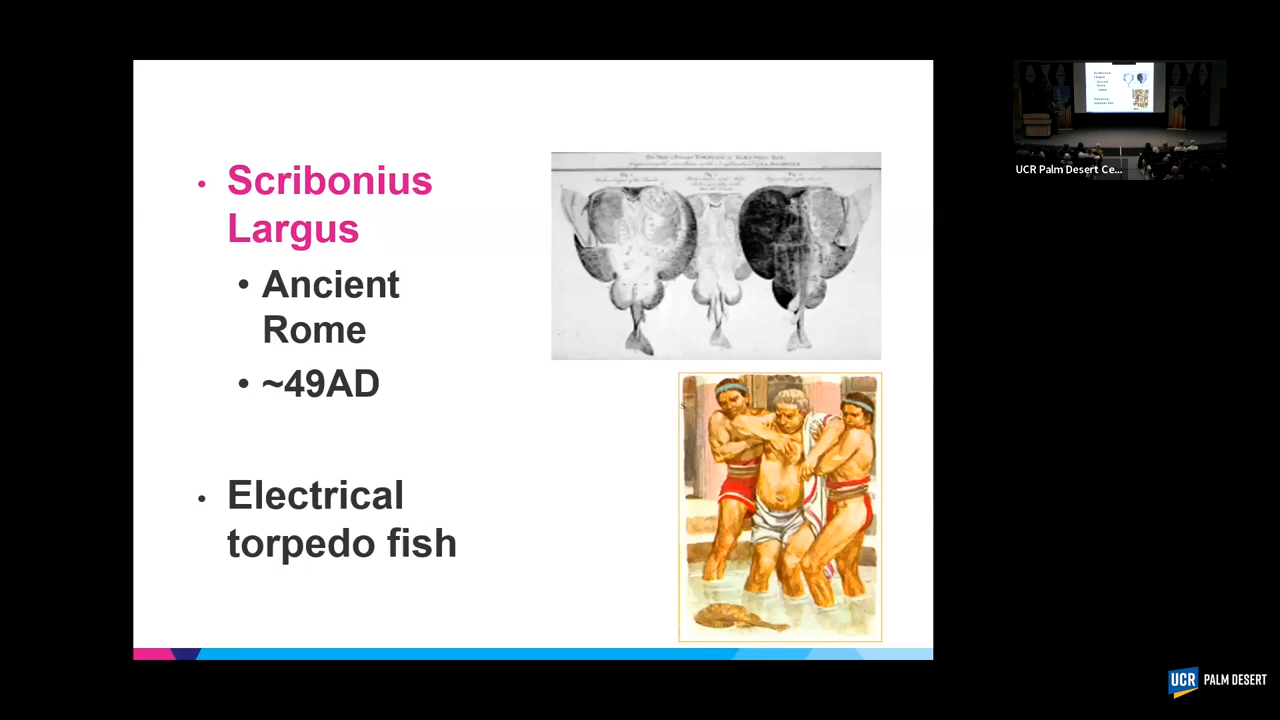 • Scribonius
Largus
• Ancient
Rome
• ~49AD
• Electrical
torpedo fish
UCR Palm Desert Ce...
UCR PALM DESERT